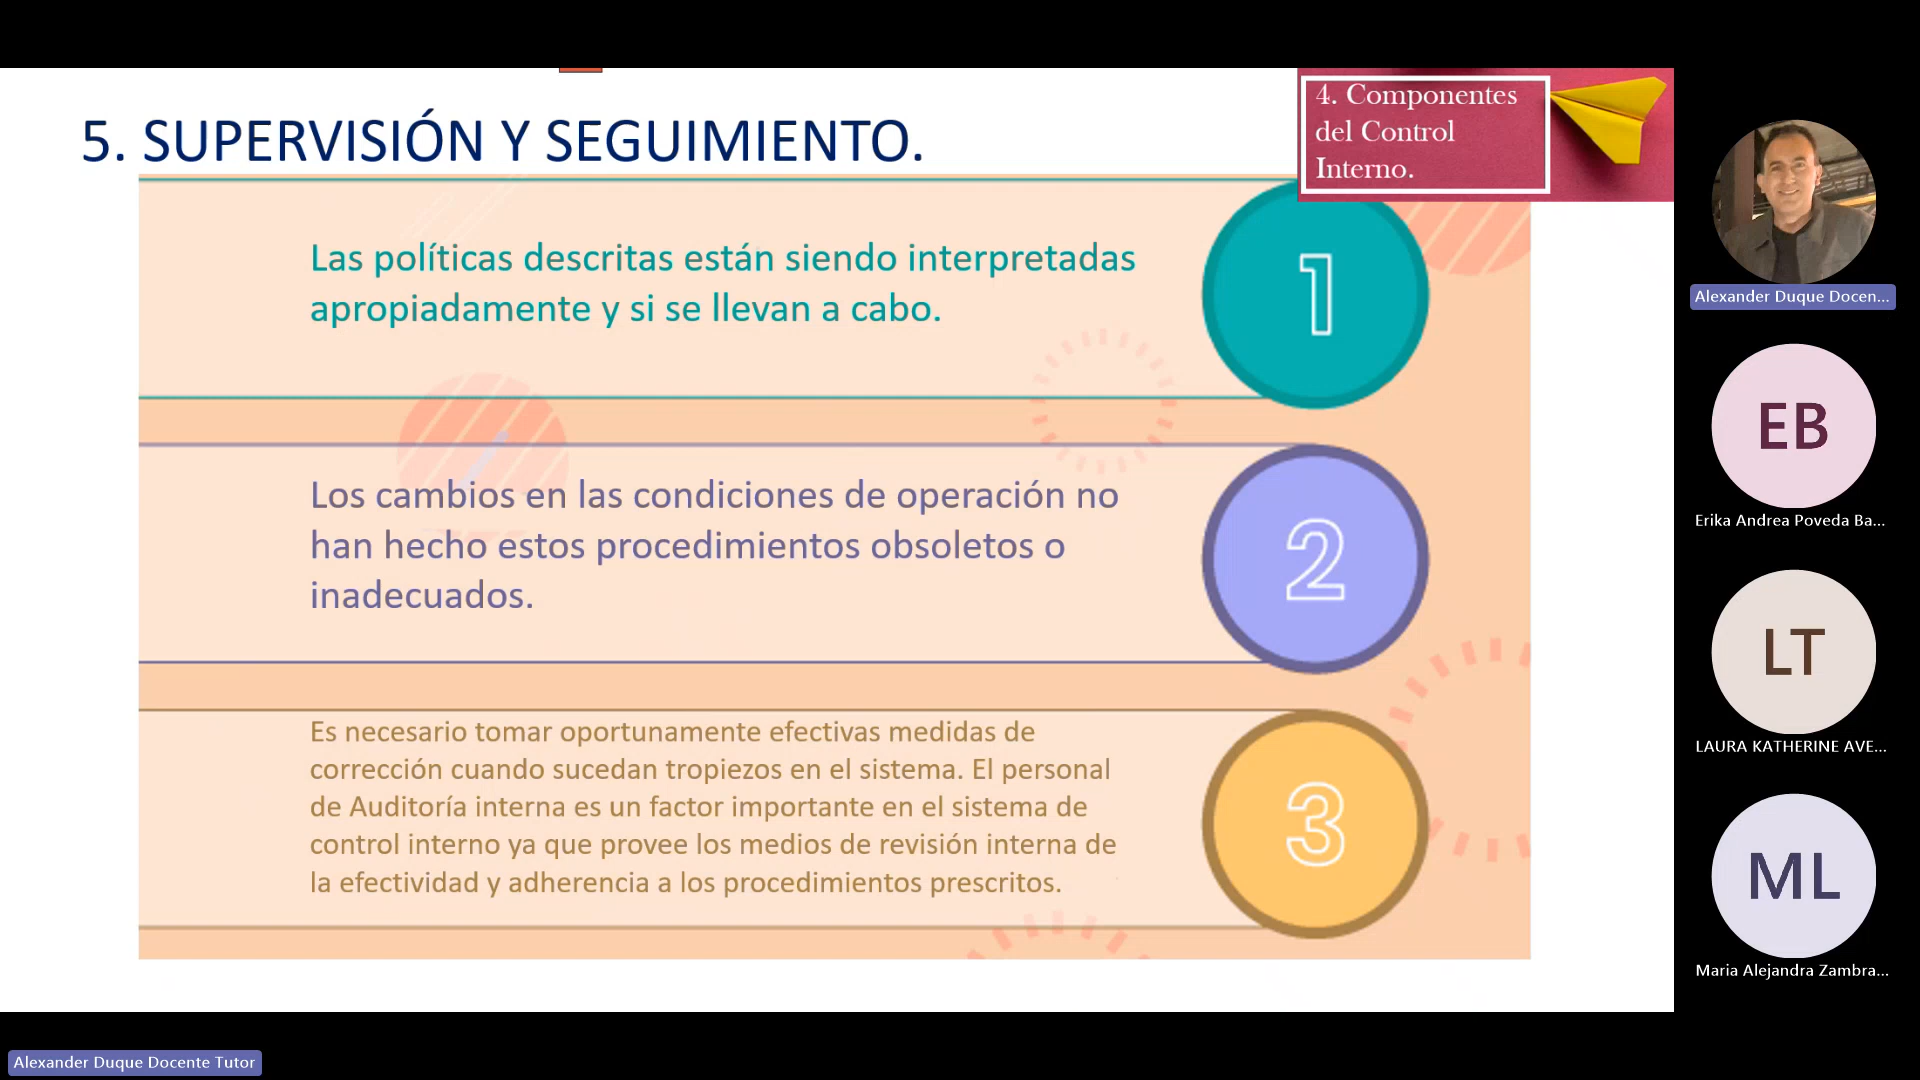 5. SUPERVISIÓN Y SEGUIMIENTO.
4. Componentes
del Control
Interno.
Las políticas descritas están siendo interpretadas
apropiadamente y si se llevan a cabo.
1
Los cambios en las condiciones de operación no
han hecho estos procedimientos obsoletos o
inadecuados.
2
Es necesario tomar oportunamente efectivas medidas de
corrección cuando sucedan tropiezos en el sistema. El personal
de Auditoría interna es un factor importante en el sistema de
control interno ya que provee los medios de revisión interna de
la efectividad y adherencia a los procedimientos prescritos.
3
Alexander Duque Docen...
EB
Erika Andrea Poveda Ba...
LT
LAURA KATHERINE AVE...
ML
Maria Alejandra Zambra...
Alexander Duque Docente Tutor